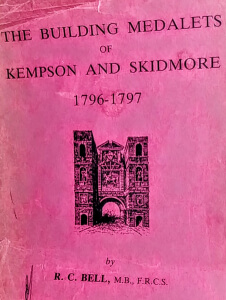 THE BUILDING MEDALETS
OF
KEMPSON AND SKIDMORE
1796-1797
by
R. C. BELL, M.B., F.R.C.S.